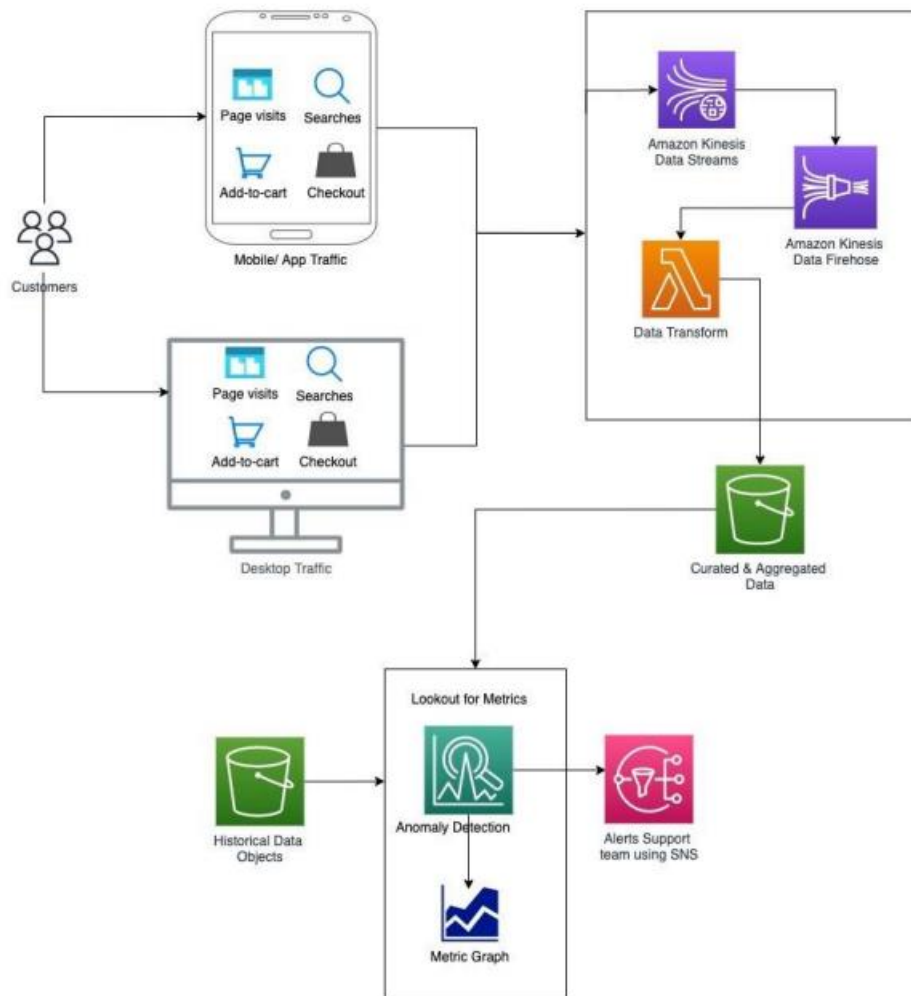 Page visits
Searches
Add-to-cart
Checkout
Mobile/ App Traffic
Customers
Page visits
Searches
Add-to-cart
Checkout
Desktop Traffic
Amazon Kinesis
Data Streams
Amazon Kinesis
Data Firehose
Data Transform
Curated & Aggregated
Data
Lookout for Metrics
Anomaly Detection
Historical Data
Objects
Alerts Support
team using SNS
Metric Graph